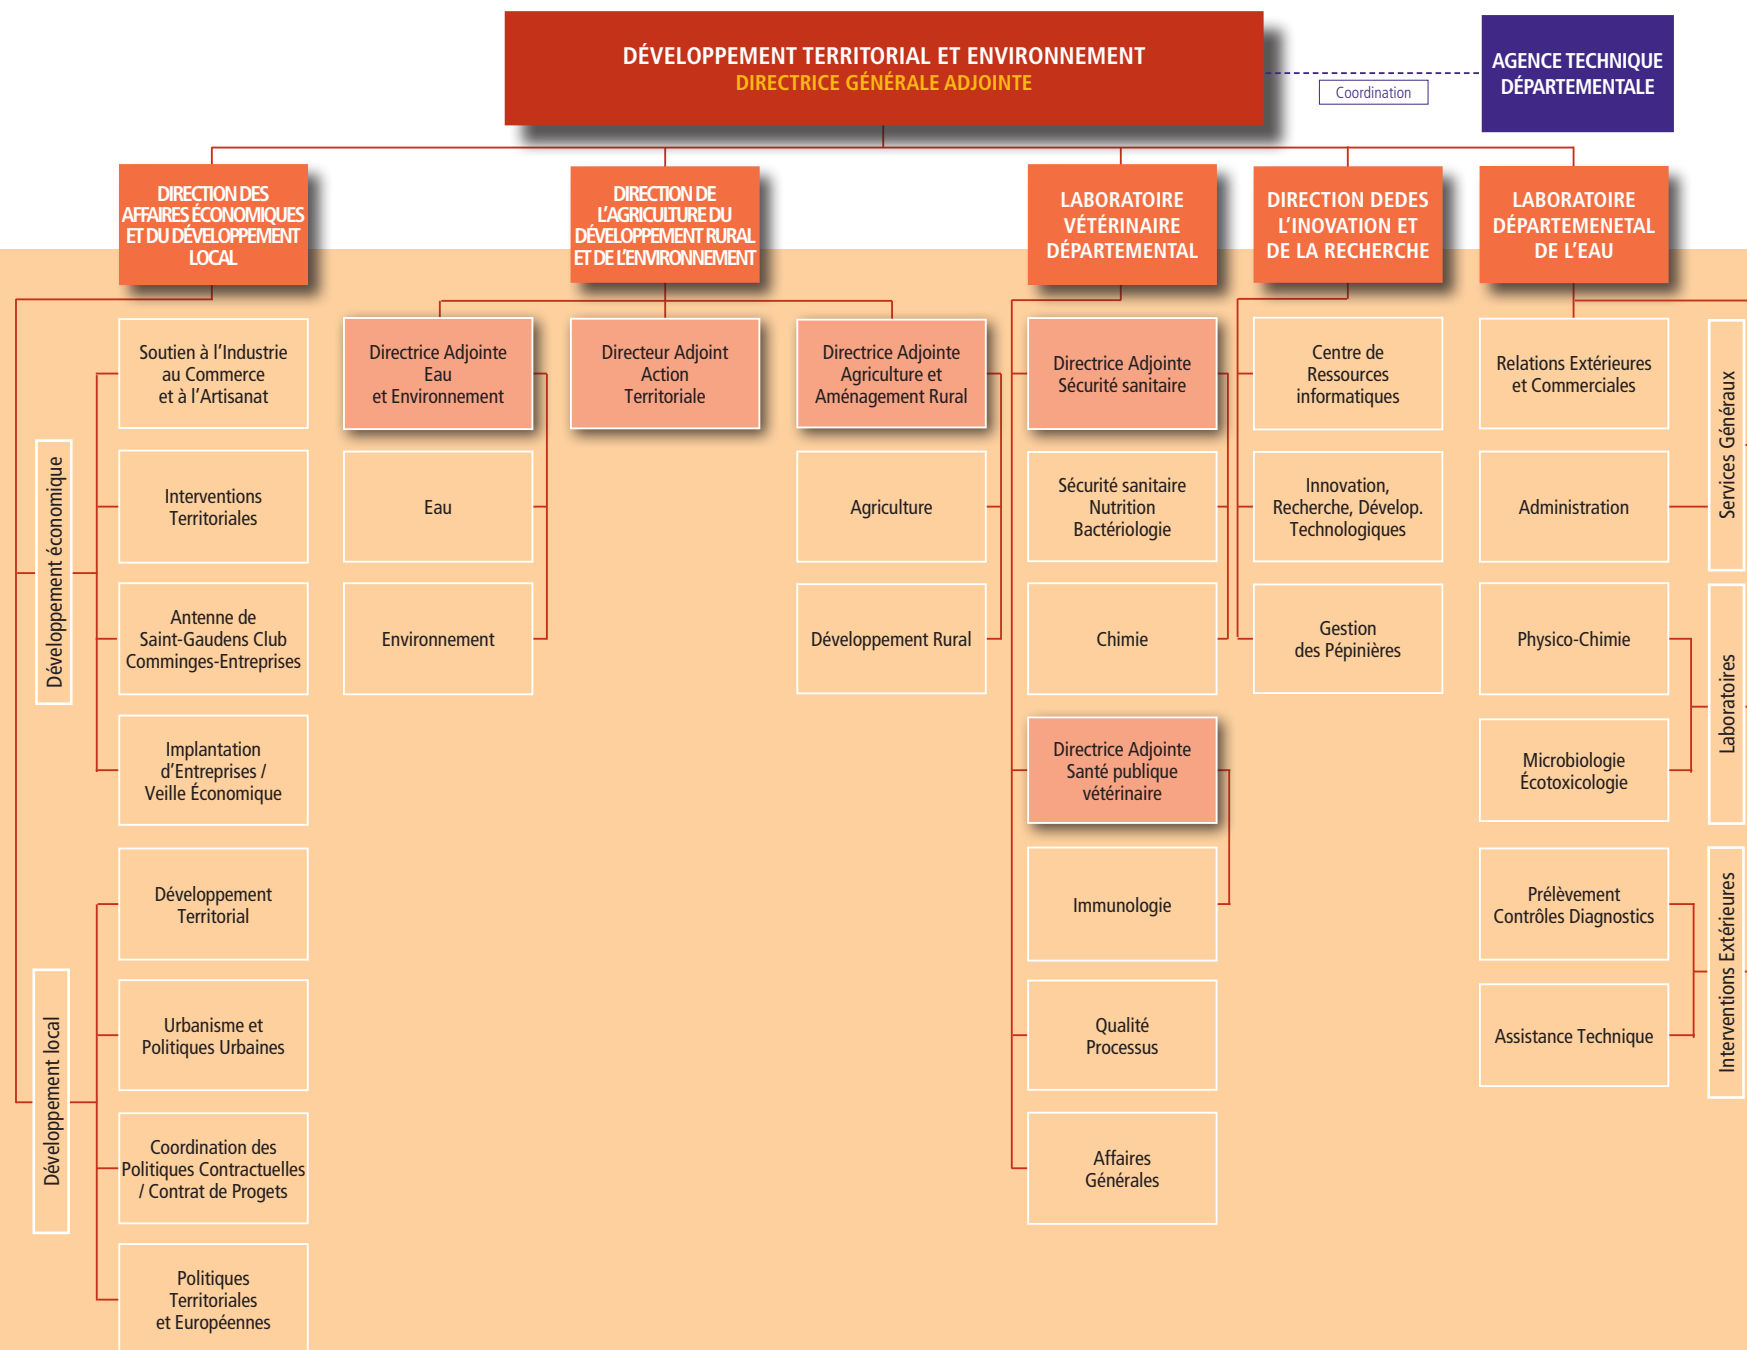 DÉVELOPPEMENT TERRITORIAL ET ENVIRONNEMENT
DIRECTRICE GÉNÉRALE ADJOINTE
Coordination
AGENCE TECHNIQUE
DÉPARTEMENTALE
DIRECTION DES
AFFAIRES ÉCONOMIQUES
ET DU DÉVELOPPEMENT
LOCAL
Développement économique
Soutien à l'Industrie
au Commerce
et à l'Artisanat
Interventions
Territoriales
Antenne de
Saint-Gaudens Club
Comminges-Entreprises
Implantation
d'Entreprises /
Veille Économique
Développement local
Développement
Territorial
Urbanisme et
Politiques Urbaines
Coordination des
Politiques Contractuelles
/ Contrat de Progets
Politiques
Territoriales
et Européennes
DIRECTION DE
L'AGRICULTURE DU
DÉVELOPPEMENT RURAL
ET DE L'ENVIRONNEMENT
Directrice Adjointe
Eau
et Environnement
Eau
Environnement
Directeur Adjoint
Action
Territoriale
Directrice Adjointe
Agriculture et
Aménagement Rural
Agriculture
Développement Rural
LABORATOIRE
VÉTÉRINAIRE
DÉPARTEMENTAL
Directrice Adjointe
Sécurité sanitaire
Sécurité sanitaire
Nutrition
Bactériologie
Chimie
Directrice Adjointe
Santé publique
vétérinaire
Immunologie
Qualité
Processus
Affaires
Générales
DIRECTION DEDES
L'INOVATION ET
DE LA RECHERCHE
Centre de
Ressources
informatiques
Innovation,
Recherche, Dévelop.
Technologiques
Gestion
des Pépinières
LABORATOIRE
DÉPARTEMENETAL
DE L'EAU
Relations Extérieures
et Commerciales
Administration
Services Généraux
Physico-Chimie
Microbiologie
Écotoxicologie
Laboratoires
Prélèvement
Contrôles Diagnostics
Assistance Technique
Interventions Extérieures